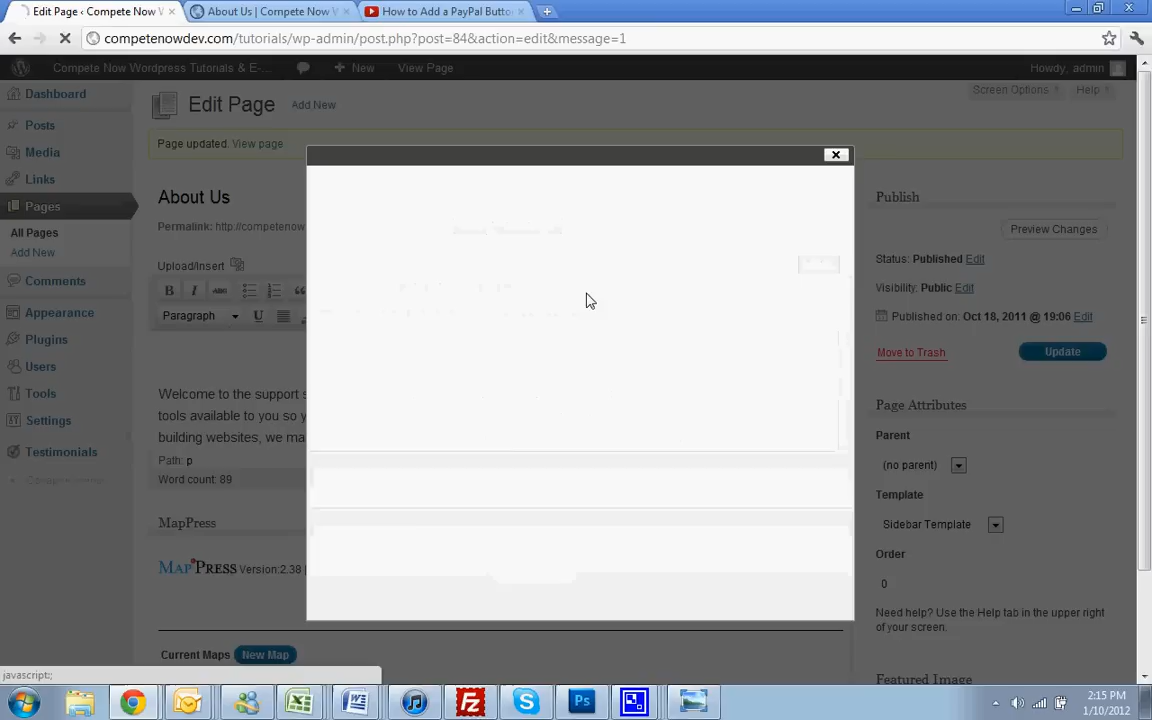 Edit Page ‹ Compete Now W
About Us | Compete Now W
How to Add a PayPal Butto
competenowdev.com/tutorials/wp-admin/post.php?post=84&action=edit&message=1
Compete Now Wordpress Tutorials & E-...
New
View Page
Howdy, admin
Dashboard
Posts
Media
Links
Pages
All Pages
Add New
Comments
Appearance
Plugins
Users
Tools
Settings
Testimonials
Edit Page
Add New
Screen Options
Help
Page updated. View page
About Us
Permalink: http://competenow
Upload/Insert
B I ABC
Paragraph U
Welcome to the support s
tools available to you so y
building websites, we ma
Path: p
Word count: 89
MapPress
MAPPRESS Version:2.38 |
Current Maps New Map
Publish
Preview Changes
Status: Published Edit
Visibility: Public Edit
Published on: Oct 18, 2011 @ 19:06 Edit
Move to Trash
Update
Page Attributes
Parent
(no parent)
Template
Sidebar Template
Order
0
Need help? Use the Help tab in the upper right
of your screen.
Featured Image
javascript:;
2:15 PM
1/10/2012